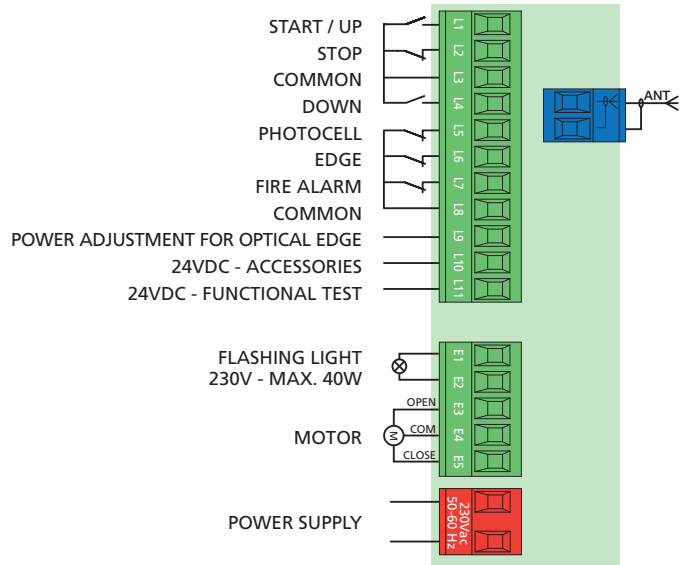 START / UP
L1
STOP
L2
COMMON
L3
DOWN
L4
PHOTOCELL
L5
EDGE
L6
FIRE ALARM
L7
COMMON
L8
POWER ADJUSTMENT FOR OPTICAL EDGE
L9
24VDC - ACCESSORIES
L10
24VDC - FUNCTIONAL TEST
L11
ANT
FLASHING LIGHT
230V - MAX. 40W
E1
E2
MOTOR
M
OPEN
E3
COM
E4
CLOSE
E5
POWER SUPPLY
230Vac
50-60 Hz